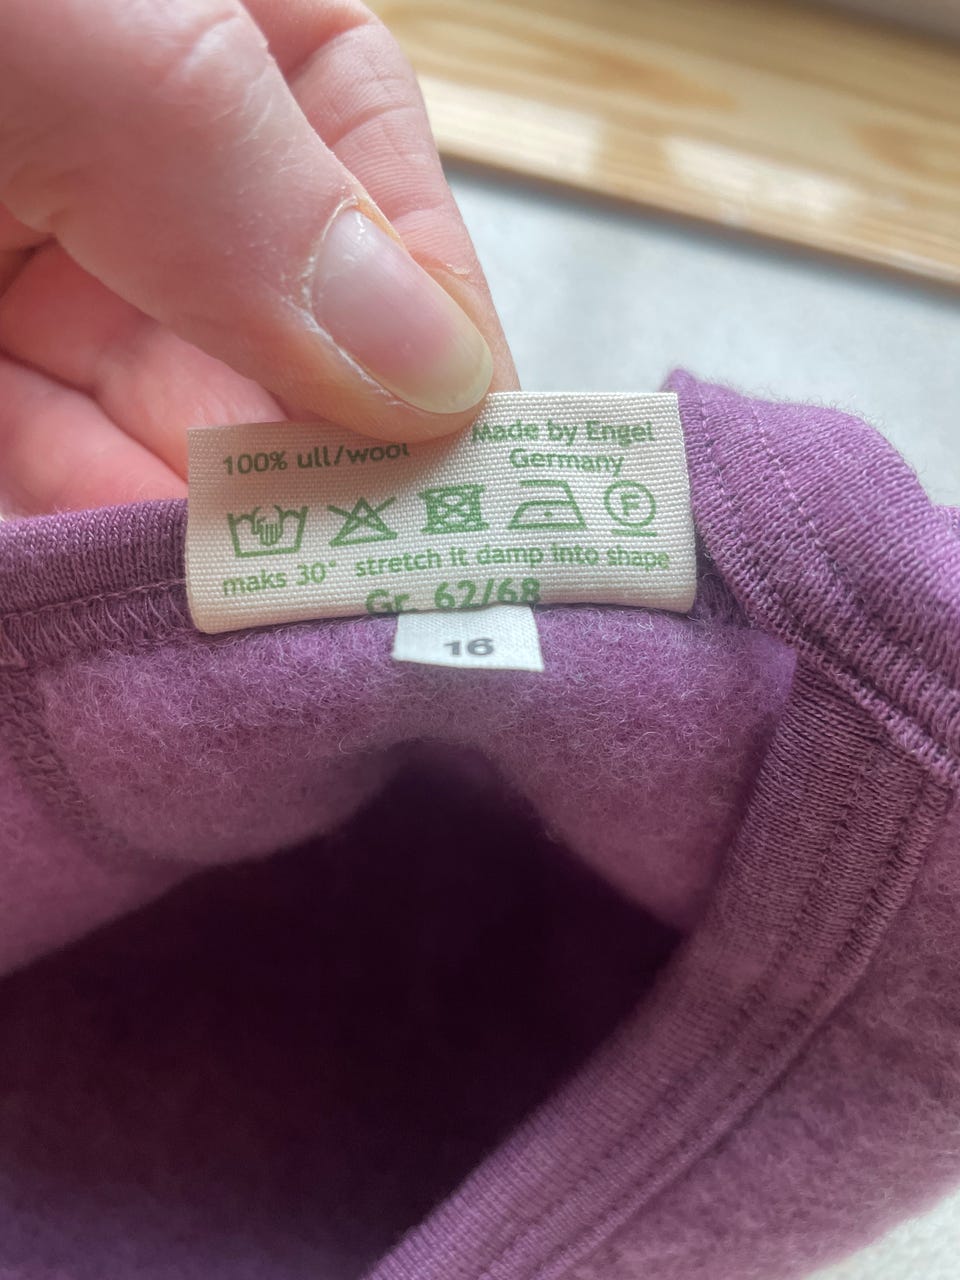 100% ull/wool
Made by Engel
Germany
F
maks 30° stretch it damp into shape
Gr. 62/68
16